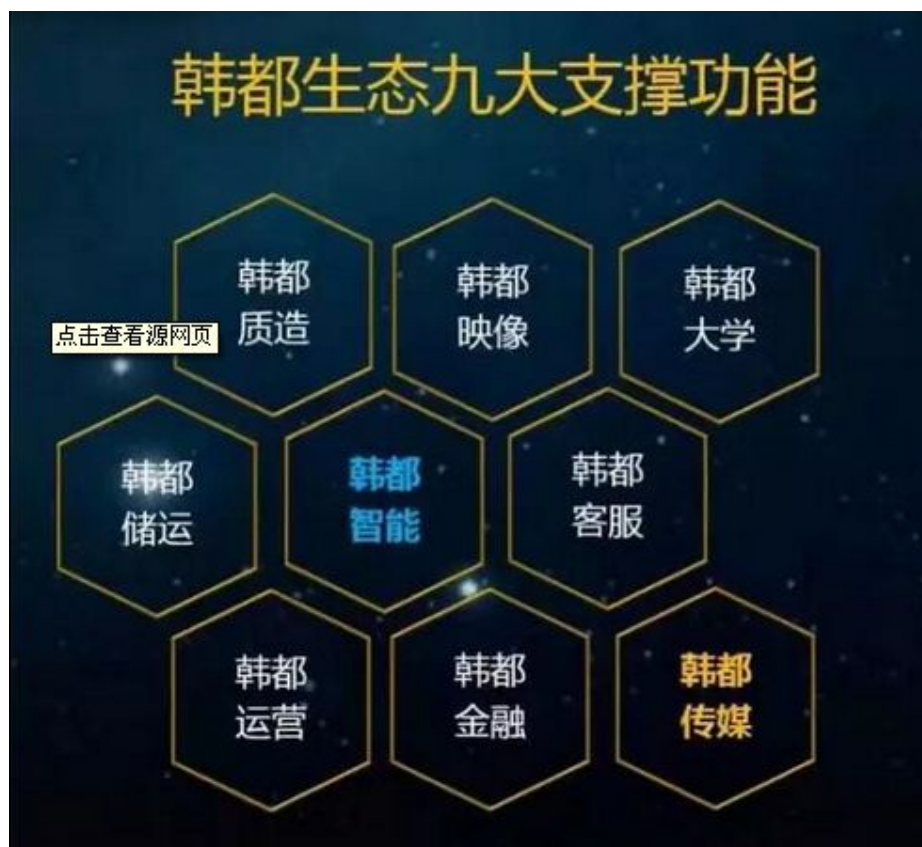 韩都生态九大支撑功能
韩都
质造
韩都
映像
韩都
大学
点击查看源网页
韩都
储运
韩都
智能
韩都
客服
韩都
运营
韩都
金融
韩都
传媒